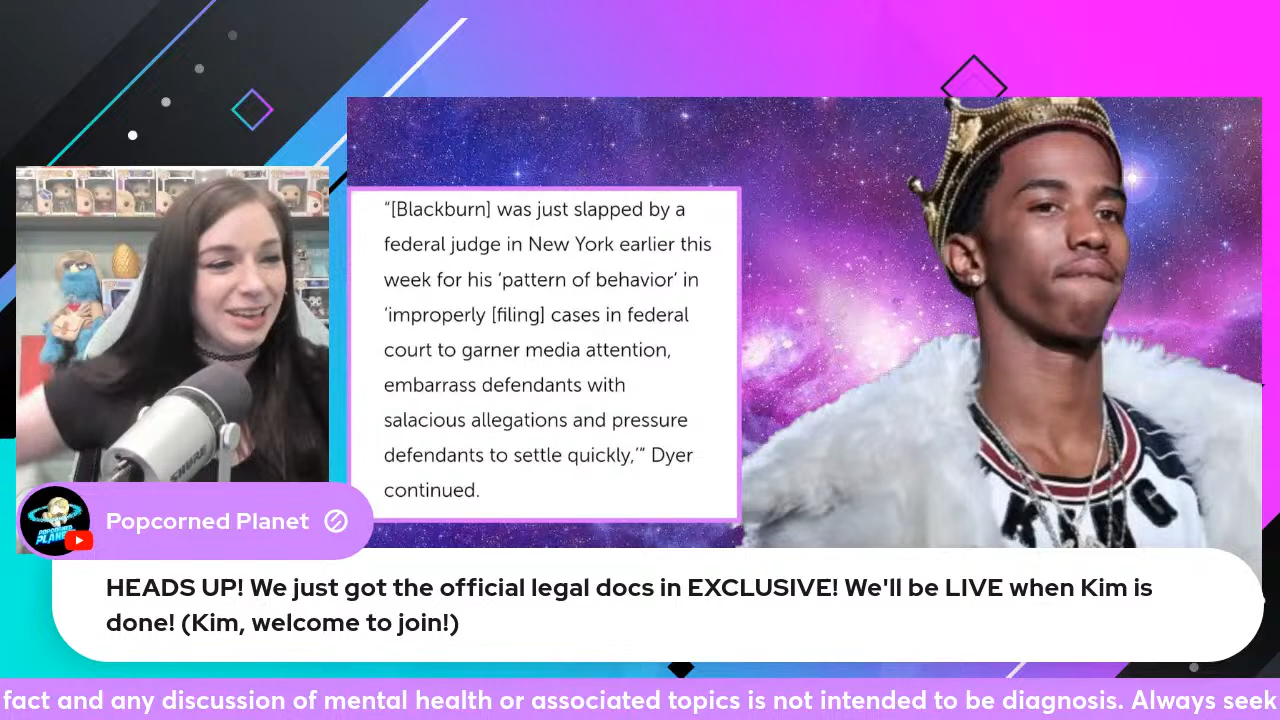 “[Blackburn] was just slapped by a
federal judge in New York earlier this
week for his ‘pattern of behavior’ in
‘improperly [filing] cases in federal
court to garner media attention,
embarrass defendants with
salacious allegations and pressure
defendants to settle quickly,’” Dyer
continued.
SHURE
POPCORNED
PLANET
Popcorned Planet
HEADS UP! We just got the official legal docs in EXCLUSIVE! We'll be LIVE when Kim is
done! (Kim, welcome to join!)
fact and any discussion of mental health or associated topics is not intended to be diagnosis. Always seek